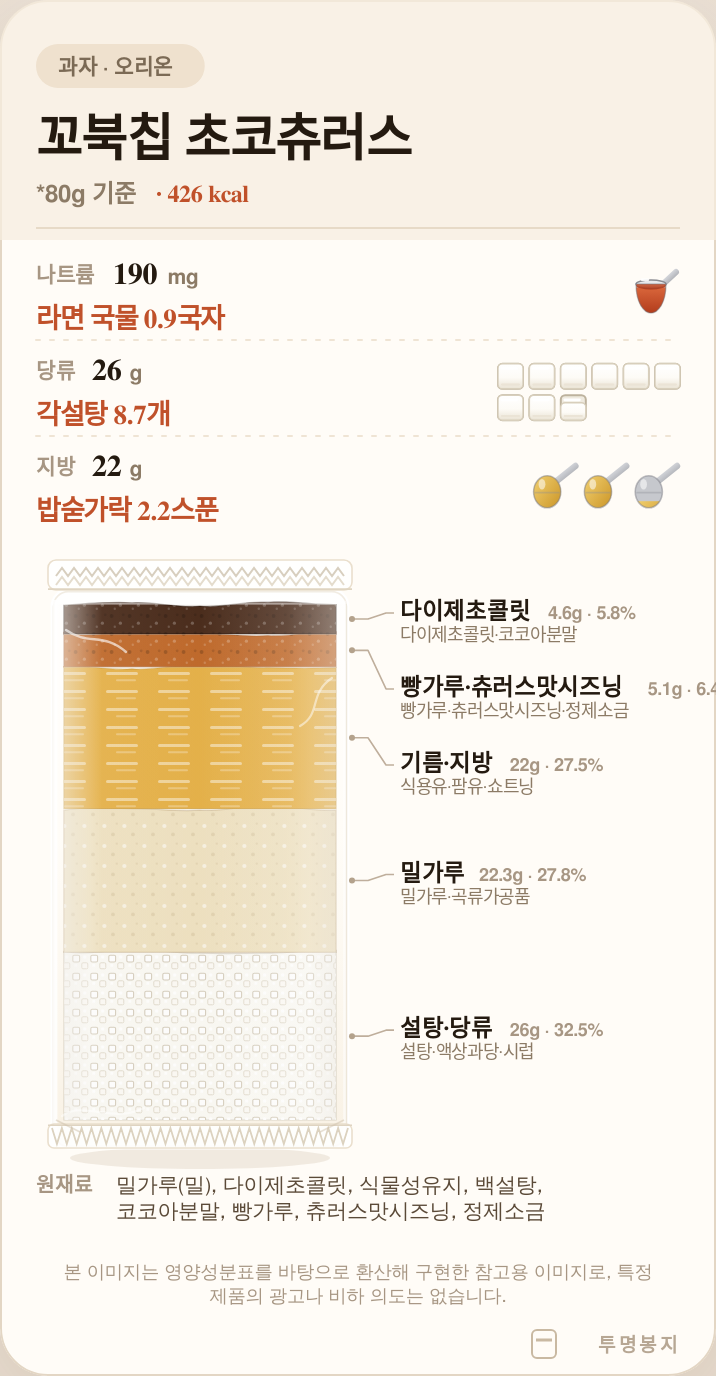 과자 · 오리온
꼬북칩 초코츄러스
*80g 기준 · 426 kcal
나트륨 190 mg
라면 국물 0.9국자
당류 26 g
각설탕 8.7개
지방 22 g
밥숟가락 2.2스푼
다이제초콜릿 4.6g · 5.8%
다이제초콜릿·코코아분말
빵가루·츄러스맛시즈닝 5.1g · 6.4
빵가루·츄러스맛시즈닝·정제소금
기름·지방 22g · 27.5%
식용유·팜유·쇼트닝
밀가루 22.3g · 27.8%
밀가루·곡류가공품
설탕·당류 26g · 32.5%
설탕·액상과당·시럽
원재료 밀가루(밀), 다이제초콜릿, 식물성유지, 백설탕,
코코아분말, 빵가루, 츄러스맛시즈닝, 정제소금
본 이미지는 영양성분표를 바탕으로 환산해 구현한 참고용 이미지로, 특정
제품의 광고나 비하 의도는 없습니다.
투명봉지